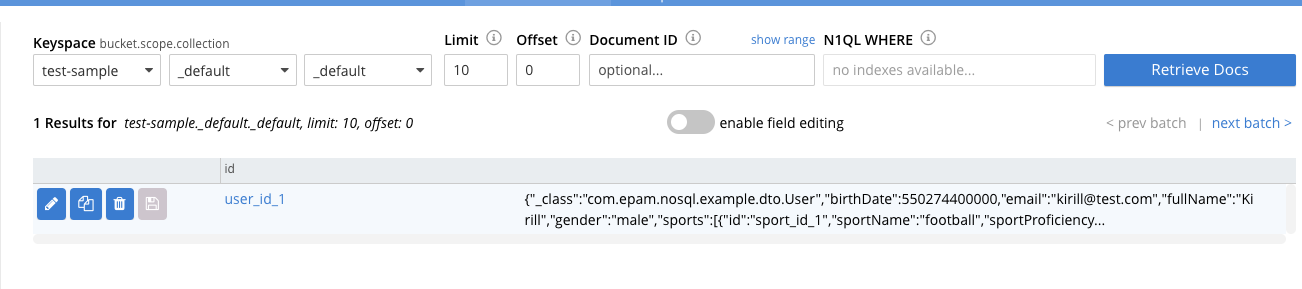 Keyspace bucket.scope.collection
Limit
Offset
Document ID
show range
N1QL WHERE
test-sample
_default
_default
10
0
optional...
no indexes available...
Retrieve Docs
1 Results for test-sample._default._default, limit: 10, offset: 0
enable field editing
< prev batch | next batch >
id
user_id_1
{"_class":"com.epam.nosql.example.dto.User","birthDate":550274400000,"email":"kirill@test.com","fullName":"Ki
rill","gender":"male","sports":[{"id":"sport_id_1","sportName":"football","sportProficiency...